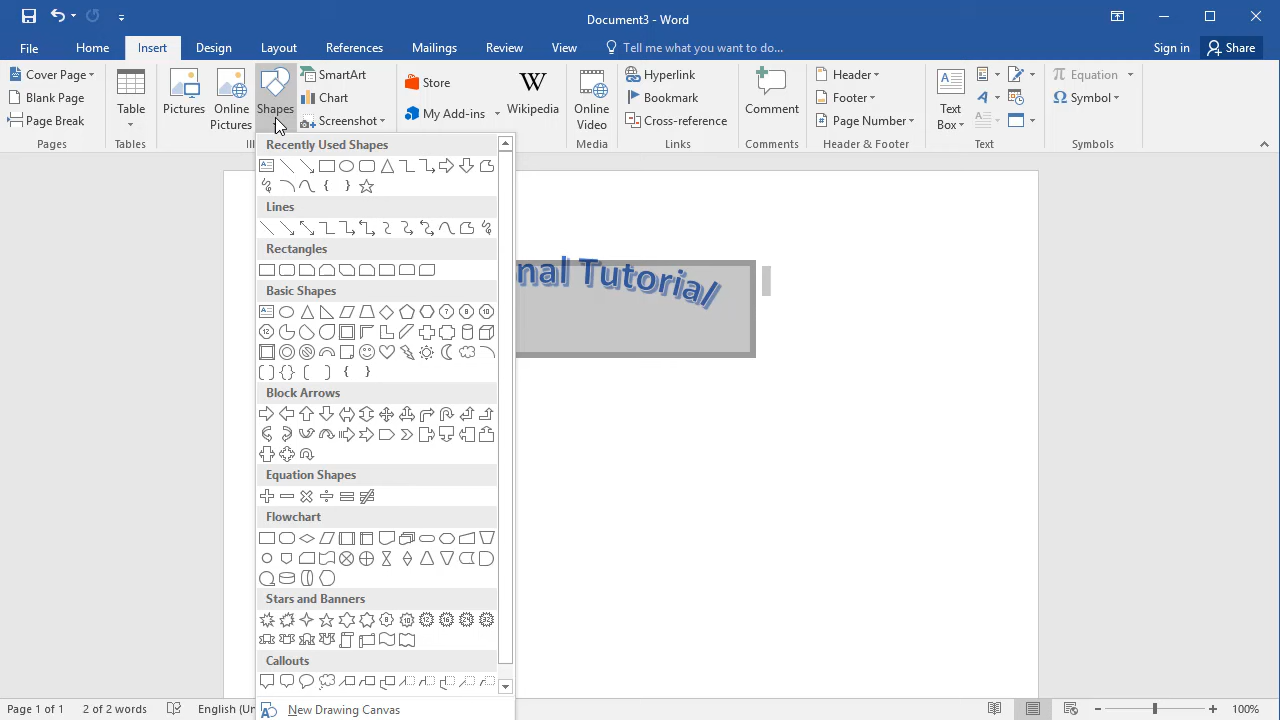 Document3 - Word
File Home Insert Design Layout References Mailings Review View Tell me what you want to do... Sign in Share
Cover Page
Blank Page
Page Break
Pages
Table
Tables
Pictures
Online
Pictures
Shapes
SmartArt
Chart
Screenshot
Store
My Add-ins
Wikipedia
Online
Video
Media
Hyperlink
Bookmark
Cross-reference
Links
Comment
Comments
Header
Footer
Page Number
Header & Footer
Text
Box
Text
Equation
Symbol
Symbols
Recently Used Shapes
Lines
Rectangles
Basic Shapes
Block Arrows
Equation Shapes
Flowchart
Stars and Banners
Callouts
New Drawing Canvas
nal Tutorial
Page 1 of 1 2 of 2 words English (Un 100%